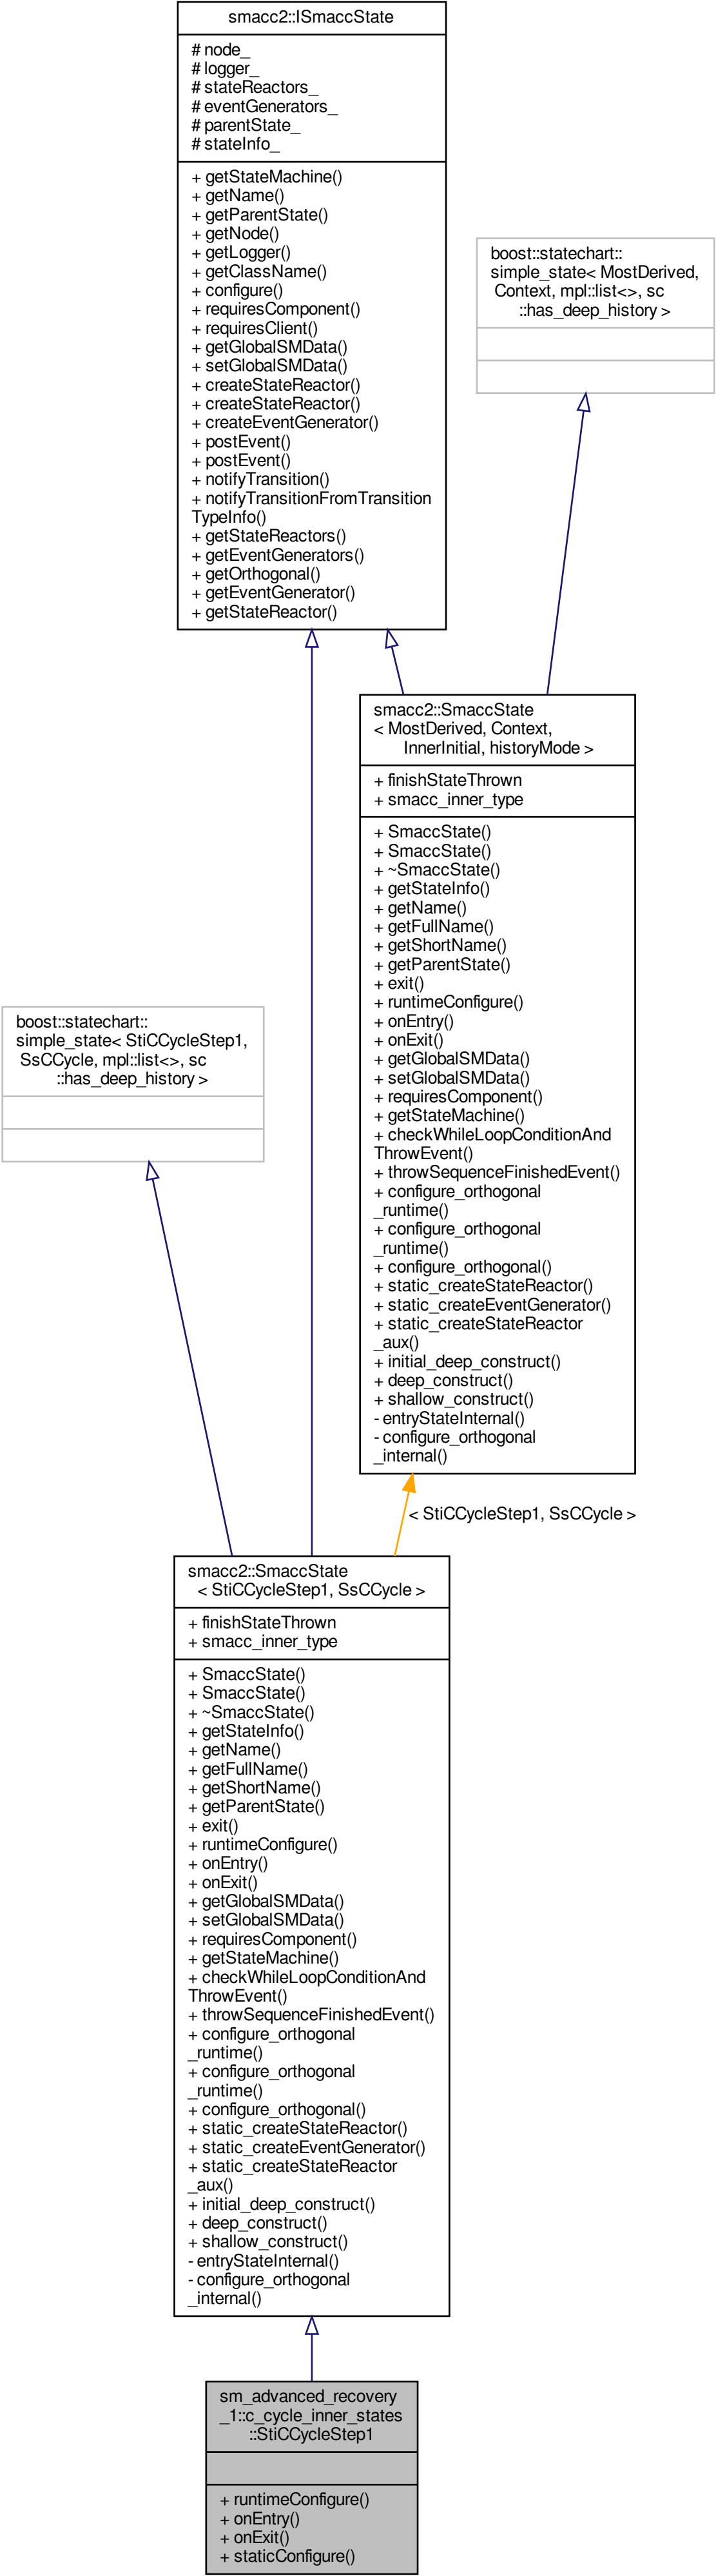 smacc2::ISmaccState
# node_
# logger_
# stateReactors_
# eventGenerators_
# parentState_
# stateInfo_
+ getStateMachine()
+ getName()
+ getParentState()
+ getNode()
+ getLogger()
+ getClassName()
+ configure()
+ requiresComponent()
+ requiresClient()
+ getGlobalSMData()
+ setGlobalSMData()
+ createStateReactor()
+ createStateReactor()
+ createEventGenerator()
+ postEvent()
+ postEvent()
+ notifyTransition()
+ notifyTransitionFromTransition
TypeInfo()
+ getStateReactors()
+ getEventGenerators()
+ getOrthogonal()
+ getEventGenerator()
+ getStateReactor()
boost::statechart::
simple_state< MostDerived,
Context, mpl::list<>, sc
::has_deep_history >
smacc2::SmaccState
< MostDerived, Context,
InnerInitial, historyMode >
+ finishStateThrown
+ smacc_inner_type
+ SmaccState()
+ SmaccState()
+ ~SmaccState()
+ getStateInfo()
+ getName()
+ getFullName()
+ getShortName()
+ getParentState()
+ exit()
+ runtimeConfigure()
+ onEntry()
+ onExit()
+ getGlobalSMData()
+ setGlobalSMData()
+ requiresComponent()
+ getStateMachine()
+ checkWhileLoopConditionAnd
ThrowEvent()
+ throwSequenceFinishedEvent()
+ configure_orthogonal
_runtime()
+ configure_orthogonal
_runtime()
+ configure_orthogonal()
+ static_createStateReactor()
+ static_createEventGenerator()
+ static_createStateReactor
_aux()
+ initial_deep_construct()
+ deep_construct()
+ shallow_construct()
- entryStateInternal()
- configure_orthogonal
_internal()
boost::statechart::
simple_state< StiCCycleStep1,
SsCCycle, mpl::list<>, sc
::has_deep_history >
< StiCCycleStep1, SsCCycle >
smacc2::SmaccState
< StiCCycleStep1, SsCCycle >
+ finishStateThrown
+ smacc_inner_type
+ SmaccState()
+ SmaccState()
+ ~SmaccState()
+ getStateInfo()
+ getName()
+ getFullName()
+ getShortName()
+ getParentState()
+ exit()
+ runtimeConfigure()
+ onEntry()
+ onExit()
+ getGlobalSMData()
+ setGlobalSMData()
+ requiresComponent()
+ getStateMachine()
+ checkWhileLoopConditionAnd
ThrowEvent()
+ throwSequenceFinishedEvent()
+ configure_orthogonal
_runtime()
+ configure_orthogonal
_runtime()
+ configure_orthogonal()
+ static_createStateReactor()
+ static_createEventGenerator()
+ static_createStateReactor
_aux()
+ initial_deep_construct()
+ deep_construct()
+ shallow_construct()
- entryStateInternal()
- configure_orthogonal
_internal()
sm_advanced_recovery
_1::c_cycle_inner_states
::StiCCycleStep1
+ runtimeConfigure()
+ onEntry()
+ onExit()
+ staticConfigure()